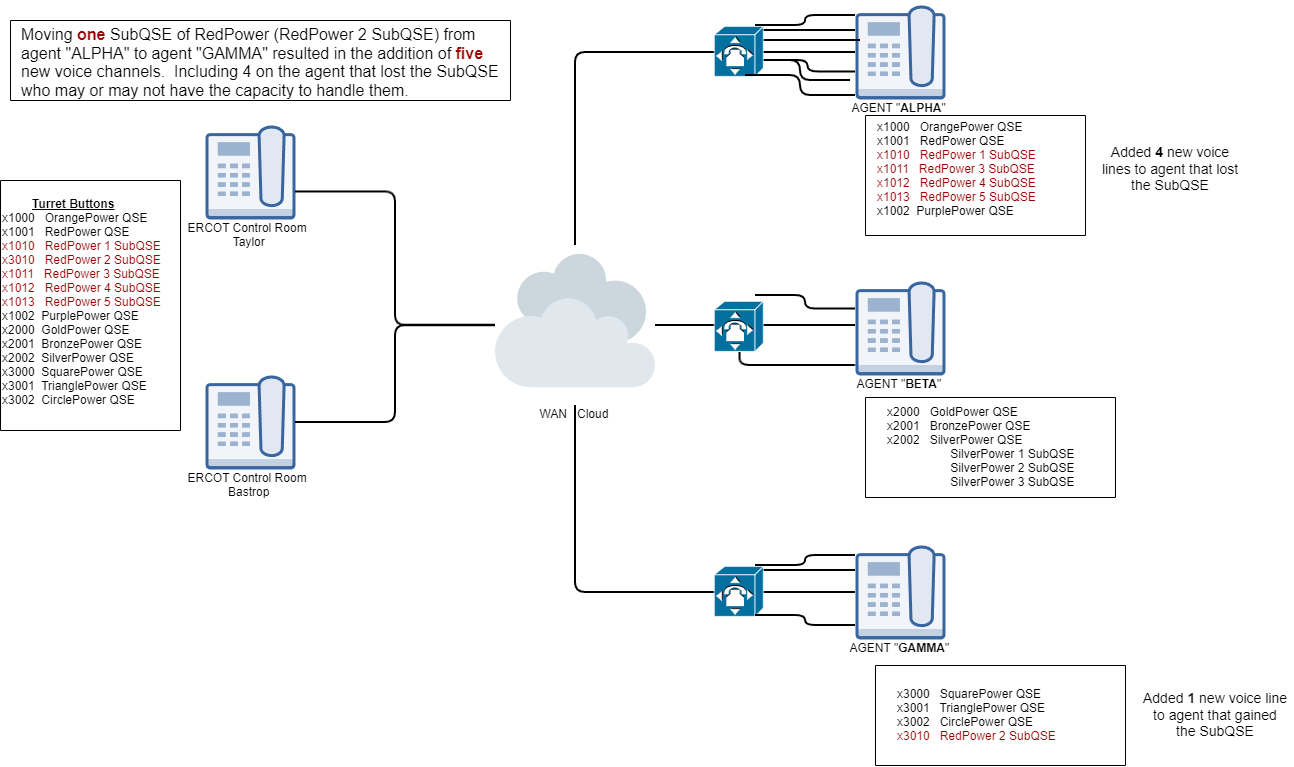 Moving one SubQSE of RedPower (RedPower 2 SubQSE) from
agent "ALPHA" to agent "GAMMA" resulted in the addition of five
new voice channels.  Including 4 on the agent that lost the SubQSE
who may or may not have the capacity to handle them.
Turret Buttons
x1000 OrangePower QSE
x1001 RedPower QSE
x1010 RedPower 1 SubQSE
x3010 RedPower 2 SubQSE
x1011 RedPower 3 SubQSE
x1012 RedPower 4 SubQSE
x1013 RedPower 5 SubQSE
x1002 PurplePower QSE
x2000 GoldPower QSE
x2001 BronzePower QSE
x2002 SilverPower QSE
x3000 SquarePower QSE
x3001 TrianglePower QSE
x3002 CirclePower QSE
ERCOT Control Room
Taylor
ERCOT Control Room
Bastrop
WAN Cloud
AGENT "ALPHA"
x1000 OrangePower QSE
x1001 RedPower QSE
x1010 RedPower 1 SubQSE
x1011 RedPower 3 SubQSE
x1012 RedPower 4 SubQSE
x1013 RedPower 5 SubQSE
x1002 PurplePower QSE
Added 4 new voice
lines to agent that lost
the SubQSE
AGENT "BETA"
x2000 GoldPower QSE
x2001 BronzePower QSE
x2002 SilverPower QSE
SilverPower 1 SubQSE
SilverPower 2 SubQSE
SilverPower 3 SubQSE
AGENT "GAMMA"
x3000 SquarePower QSE
x3001 TrianglePower QSE
x3002 CirclePower QSE
x3010 RedPower 2 SubQSE
Added 1 new voice line
to agent that gained
the SubQSE